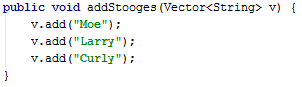 public void addStooges(Vector<String> v) {
    v.add("Moe");
    v.add("Larry");
    v.add("Curly");
}